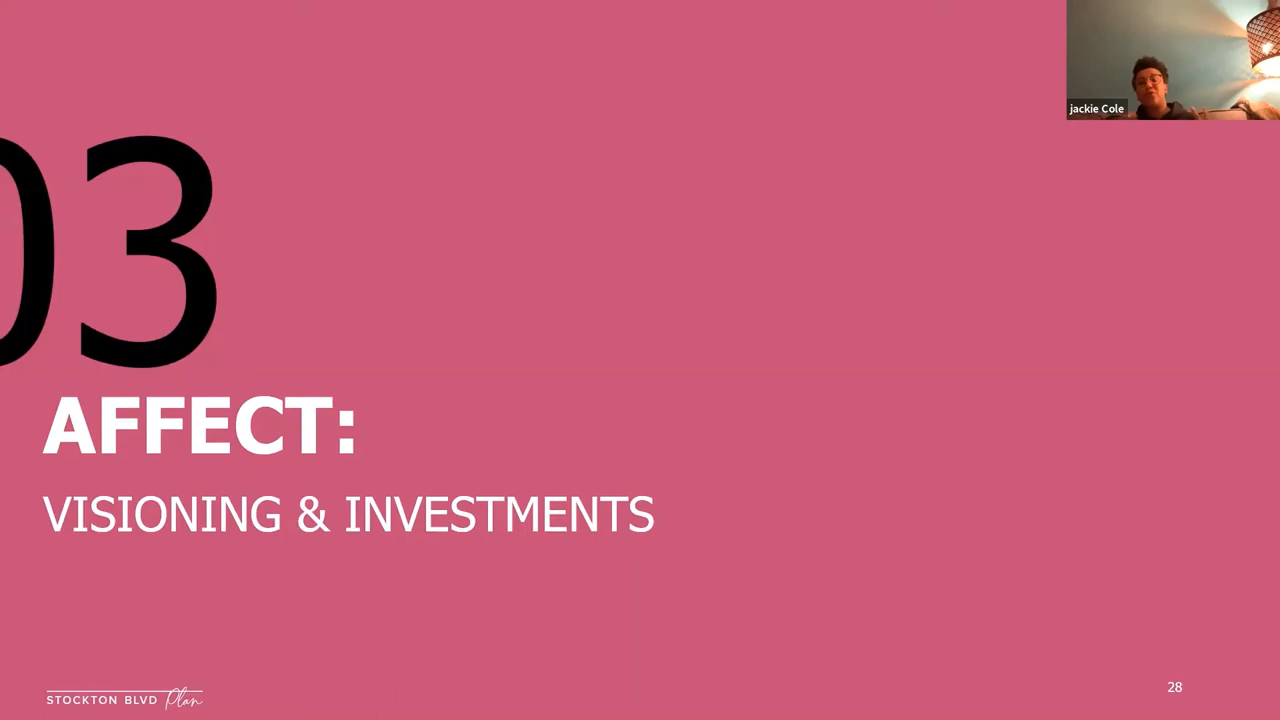 jackie Cole
03
AFFECT:
VISIONING & INVESTMENTS
STOCKTON BLVD Plan
28